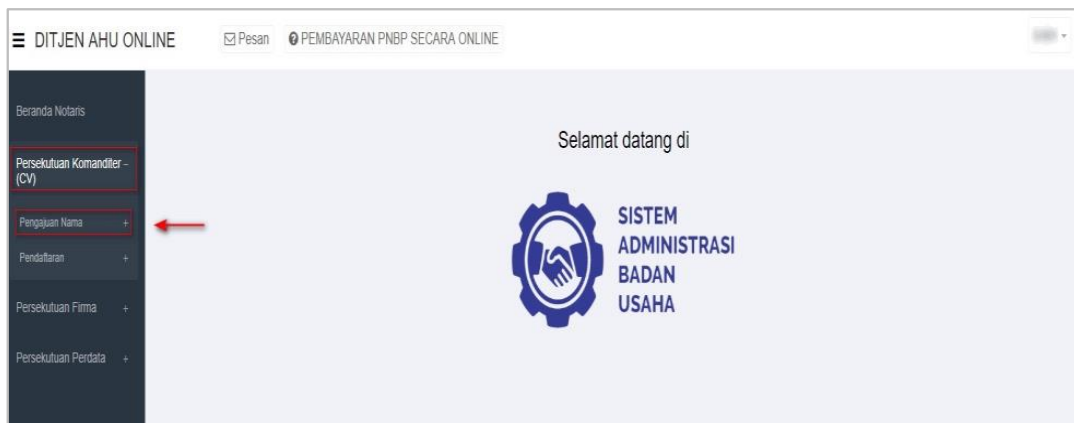 DITJEN AHU ONLINE
Pesan
PEMBAYARAN PNBP SECARA ONLINE
Beranda Notaris
Persekutuan Komanditer -
(CV)
Pengajuan Nama +
Pendaftaran +
Persekutuan Firma +
Persekutuan Perdata +
Selamat datang di
SISTEM
ADMINISTRASI
BADAN
USAHA